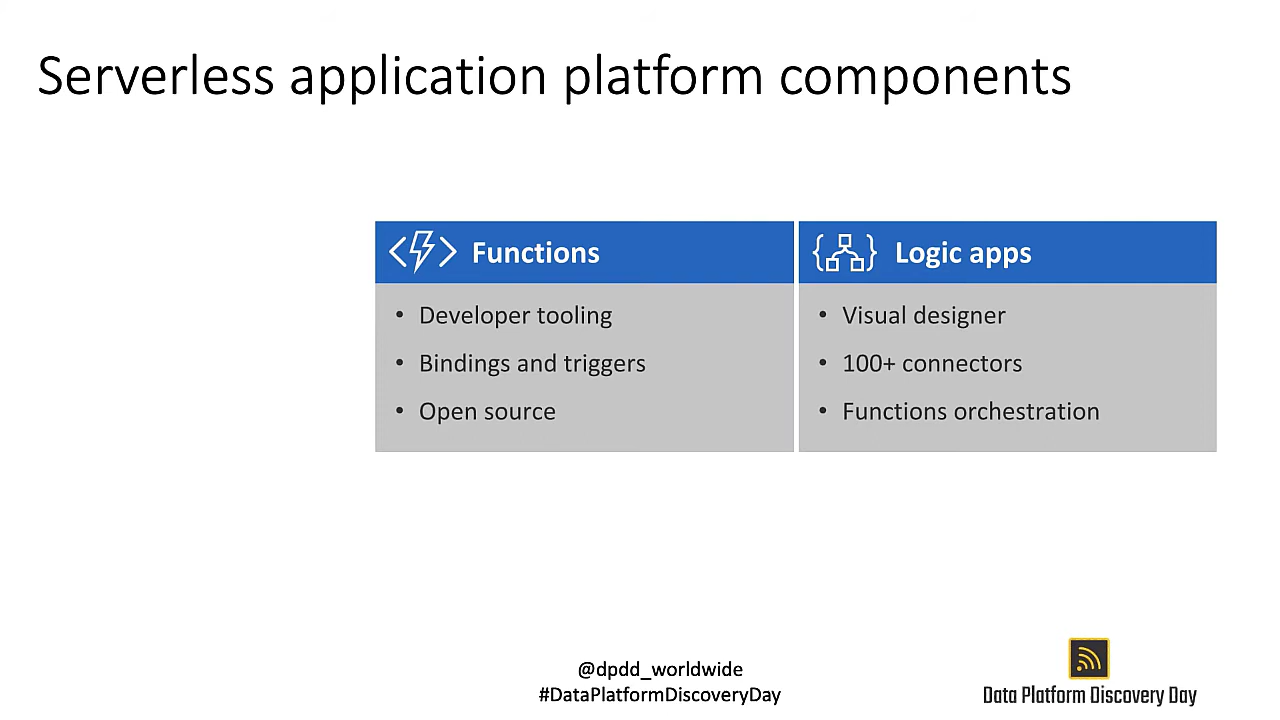 Serverless application platform components
Functions
• Developer tooling
• Bindings and triggers
• Open source
Logic apps
• Visual designer
• 100+ connectors
• Functions orchestration
@dpdd_worldwide
#DataPlatformDiscoveryDay
Data Platform Discovery Day